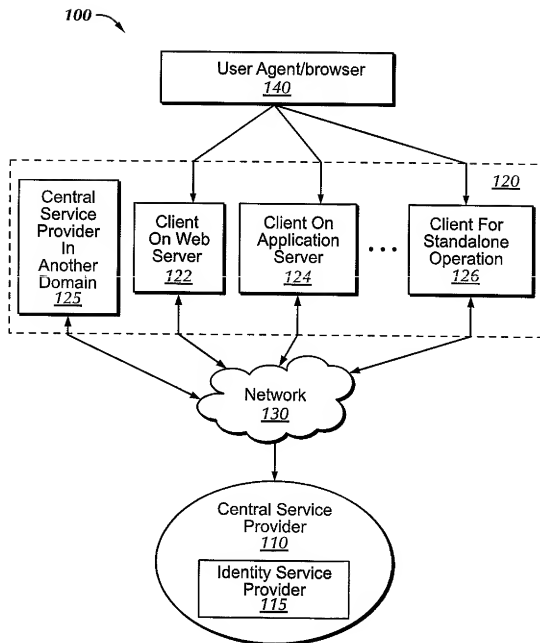 100
User Agent/browser
140
120
Central
Service
Provider
In
Another
Domain
125
Client
On Web
Server
122
Client On
Application
Server
124
• • •
Client For
Standalone
Operation
126
Network
130
Central Service
Provider
110
Identity Service
Provider
115